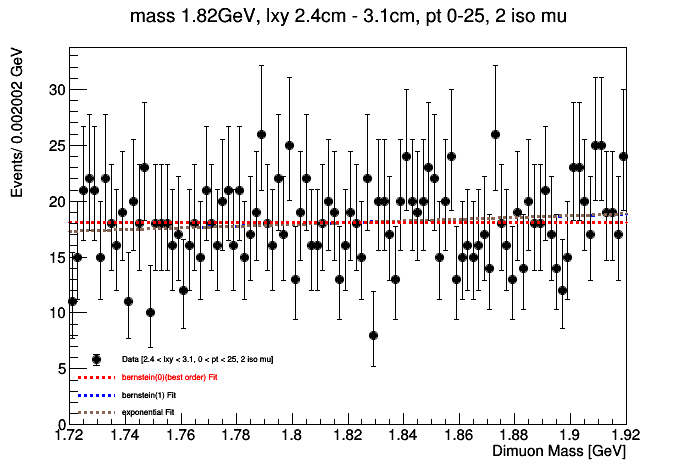 mass 1.82GeV, lxy 2.4cm - 3.1cm, pt 0-25, 2 iso mu
Events/ 0.002002 GeV
30
25
20
15
10
5
0
Data [2.4 < lxy < 3.1, 0 < pt < 25, 2 iso mu]
bernstein(0)(best order) Fit
bernstein(1) Fit
exponential Fit
1.72 1.74 1.76 1.78 1.8 1.82 1.84 1.86 1.88 1.9 1.92
Dimuon Mass [GeV]